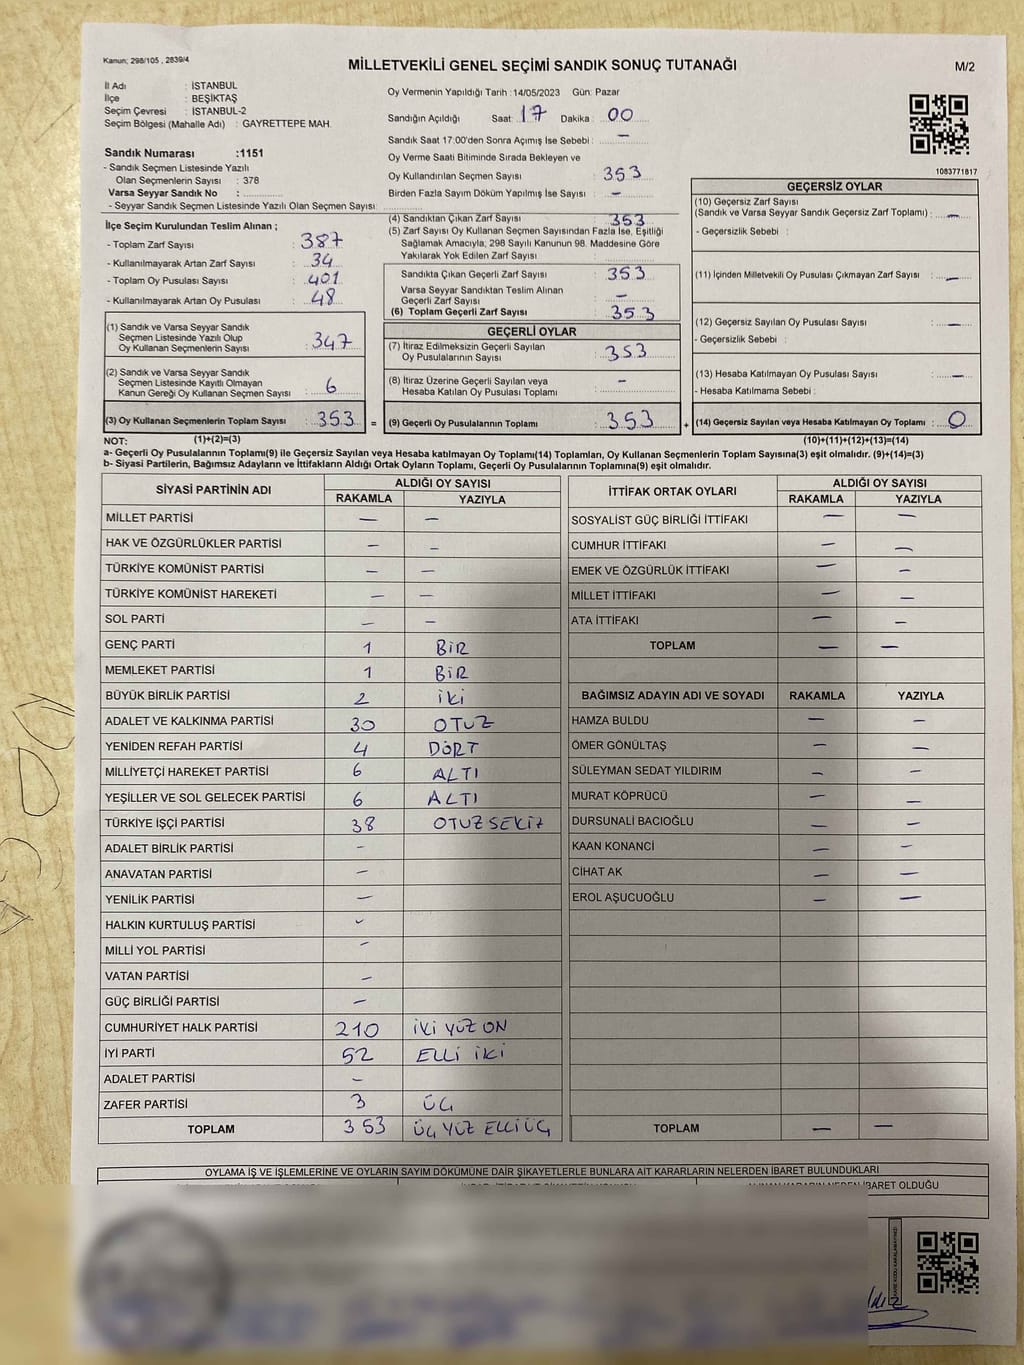 Kanun; 298/105 , 2839/4
MİLLETVEKİLİ GENEL SEÇİMİ SANDIK SONUÇ TUTANAĞI
M/2
İl Adı : İSTANBUL
İlçe : BEŞİKTAŞ
Seçim Çevresi : İSTANBUL-2
Seçim Bölgesi (Mahalle Adı) : GAYRETTEPE MAH.
Sandık Numarası :1151
- Sandık Seçmen Listesinde Yazılı
Olan Seçmenlerin Sayısı : 378
Varsa Seyyar Sandık No :
- Seyyar Sandık Seçmen Listesinde Yazılı Olan Seçmen Sayısı:
Oy Vermenin Yapıldığı Tarih :14/05/2023 Gün: Pazar
Sandığın Açıldığı Saat: 17 Dakika : 00
Sandık Saat 17:00'den Sonra Açımış İse Sebebi : —
Oy Verme Saati Bitiminde Sırada Bekleyen ve
Oy Kullandırılan Seçmen Sayısı : 353
Birden Fazla Sayım Döküm Yapılmış İse Sayısı : —
1083771817
İlçe Seçim Kurulundan Teslim Alınan ;
- Toplam Zarf Sayısı : 387
- Kullanılmayarak Artan Zarf Sayısı : 34
- Toplam Oy Pusulası Sayısı : 401
- Kullanılmayarak Artan Oy Pusulası : 48
(1) Sandık ve Varsa Seyyar Sandık
Seçmen Listesinde Yazılı Olup
Oy Kullanan Seçmenlerin Sayısı : 347
(2) Sandık ve Varsa Seyyar Sandık
Seçmen Listesinde Kayıtlı Olmayan
Kanun Gereği Oy Kullanan Seçmen Sayısı : 6
(3) Oy Kullanan Seçmenlerin Toplam Sayısı : 353 =
(4) Sandıktan Çıkan Zarf Sayısı : 353
(5) Zarf Sayısı Oy Kullanan Seçmen Sayısından Fazla İse, Eşitliği
Sağlamak Amacıyla; 298 Sayılı Kanunun 98. Maddesine Göre
Yakılarak Yok Edilen Zarf Sayısı :
Sandıkta Çıkan Geçerli Zarf Sayısı : 353
Varsa Seyyar Sandıktan Teslim Alınan
Geçerli Zarf Sayısı : —
(6) Toplam Geçerli Zarf Sayısı : 353
GEÇERLİ OYLAR
(7) İtiraz Edilmeksizin Geçerli Sayılan
Oy Pusulalarının Sayısı : 353
(8) İtiraz Üzerine Geçerli Sayılan veya
Hesaba Katılan Oy Pusulası Toplamı : —
(9) Geçerli Oy Pusulalarının Toplamı : 353 +
GEÇERSİZ OYLAR
(10) Geçersiz Zarf Sayısı
(Sandık ve Varsa Seyyar Sandık Geçersiz Zarf Toplamı) : —
- Geçersizlik Sebebi :
(11) İçinden Milletvekili Oy Pusulası Çıkmayan Zarf Sayısı : —
(12) Geçersiz Sayılan Oy Pusulası Sayısı : —
- Geçersizlik Sebebi :
(13) Hesaba Katılmayan Oy Pusulası Sayısı : —
- Hesaba Katılmama Sebebi :
(14) Geçersiz Sayılan veya Hesaba Katılmayan Oy Toplamı : 0
NOT: (1)+(2)=(3) (10)+(11)+(12)+(13)=(14)
a- Geçerli Oy Pusulalarının Toplamı(9) ile Geçersiz Sayılan veya Hesaba katılmayan Oy Toplamı(14) Toplamları, Oy Kullanan Seçmenlerin Toplam Sayısına(3) eşit olmalıdır. (9)+(14)=(3)
b- Siyasi Partilerin, Bağımsız Adayların ve İttifakların Aldığı Ortak Oyların Toplamı, Geçerli Oy Pusulalarının Toplamına(9) eşit olmalıdır.
SİYASİ PARTİNİN ADI ALDIĞI OY SAYISI
RAKAMLA YAZIYLA
MİLLET PARTİSİ — —
HAK VE ÖZGÜRLÜKLER PARTİSİ — —
TÜRKİYE KOMÜNİST PARTİSİ — —
TÜRKİYE KOMÜNİST HAREKETİ — —
SOL PARTİ — —
GENÇ PARTİ 1 BİR
MEMLEKET PARTİSİ 1 BİR
BÜYÜK BİRLİK PARTİSİ 2 İKİ
ADALET VE KALKINMA PARTİSİ 30 OTUZ
YENİDEN REFAH PARTİSİ 4 DÖRT
MİLLİYETÇİ HAREKET PARTİSİ 6 ALTI
YEŞİLLER VE SOL GELECEK PARTİSİ 6 ALTI
TÜRKİYE İŞÇİ PARTİSİ 38 OTUZ SEKİZ
ADALET BİRLİK PARTİSİ —
ANAVATAN PARTİSİ —
YENİLİK PARTİSİ —
HALKIN KURTULUŞ PARTİSİ —
MİLLİ YOL PARTİSİ —
VATAN PARTİSİ —
GÜÇ BİRLİĞİ PARTİSİ —
CUMHURİYET HALK PARTİSİ 210 İKİ YÜZ ON
İYİ PARTİ 52 ELLİ İKİ
ADALET PARTİSİ —
ZAFER PARTİSİ 3 ÜÇ
TOPLAM 353 ÜÇ YÜZ ELLİ ÜÇ
İTTİFAK ORTAK OYLARI ALDIĞI OY SAYISI
RAKAMLA YAZIYLA
SOSYALİST GÜÇ BİRLİĞİ İTTİFAKI — —
CUMHUR İTTİFAKI — —
EMEK VE ÖZGÜRLÜK İTTİFAKI — —
MİLLET İTTİFAKI — —
ATA İTTİFAKI — —
TOPLAM — —
BAĞIMSIZ ADAYIN ADI VE SOYADI RAKAMLA YAZIYLA
HAMZA BULDU — —
ÖMER GÖNÜLTAŞ — —
SÜLEYMAN SEDAT YILDIRIM — —
MURAT KÖPRÜCÜ — —
DURSUNALİ BACIOĞLU — —
KAAN KONANCİ — —
CİHAT AK — —
EROL AŞUCUOĞLU — —
TOPLAM — —
OYLAMA İŞ VE İŞLEMLERİNE VE OYLARIN SAYIM DÖKÜMÜNE DAİR ŞİKAYETLERLE BUNLARA AİT KARARLARIN NELERDEN İBARET BULUNDUKLARI